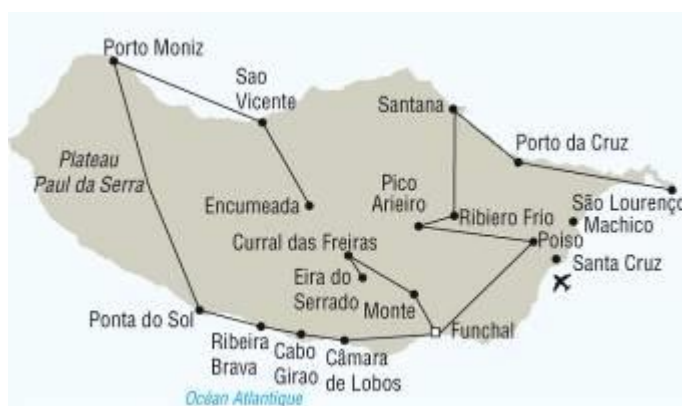 Porto Moniz
Sao
Vicente
Santana
Porto da Cruz
Plateau
Paul da Serra
Pico
Arieiro
Encumeada
Ribiero Frio
São Lourenço
Machico
Curral das Freiras
Poiso
Eira do
Serrado
Monte
Santa Cruz
Ponta do Sol
Funchal
Ribeira
Brava
Cabo
Girao
Câmara
de Lobos
Océan Atlantique